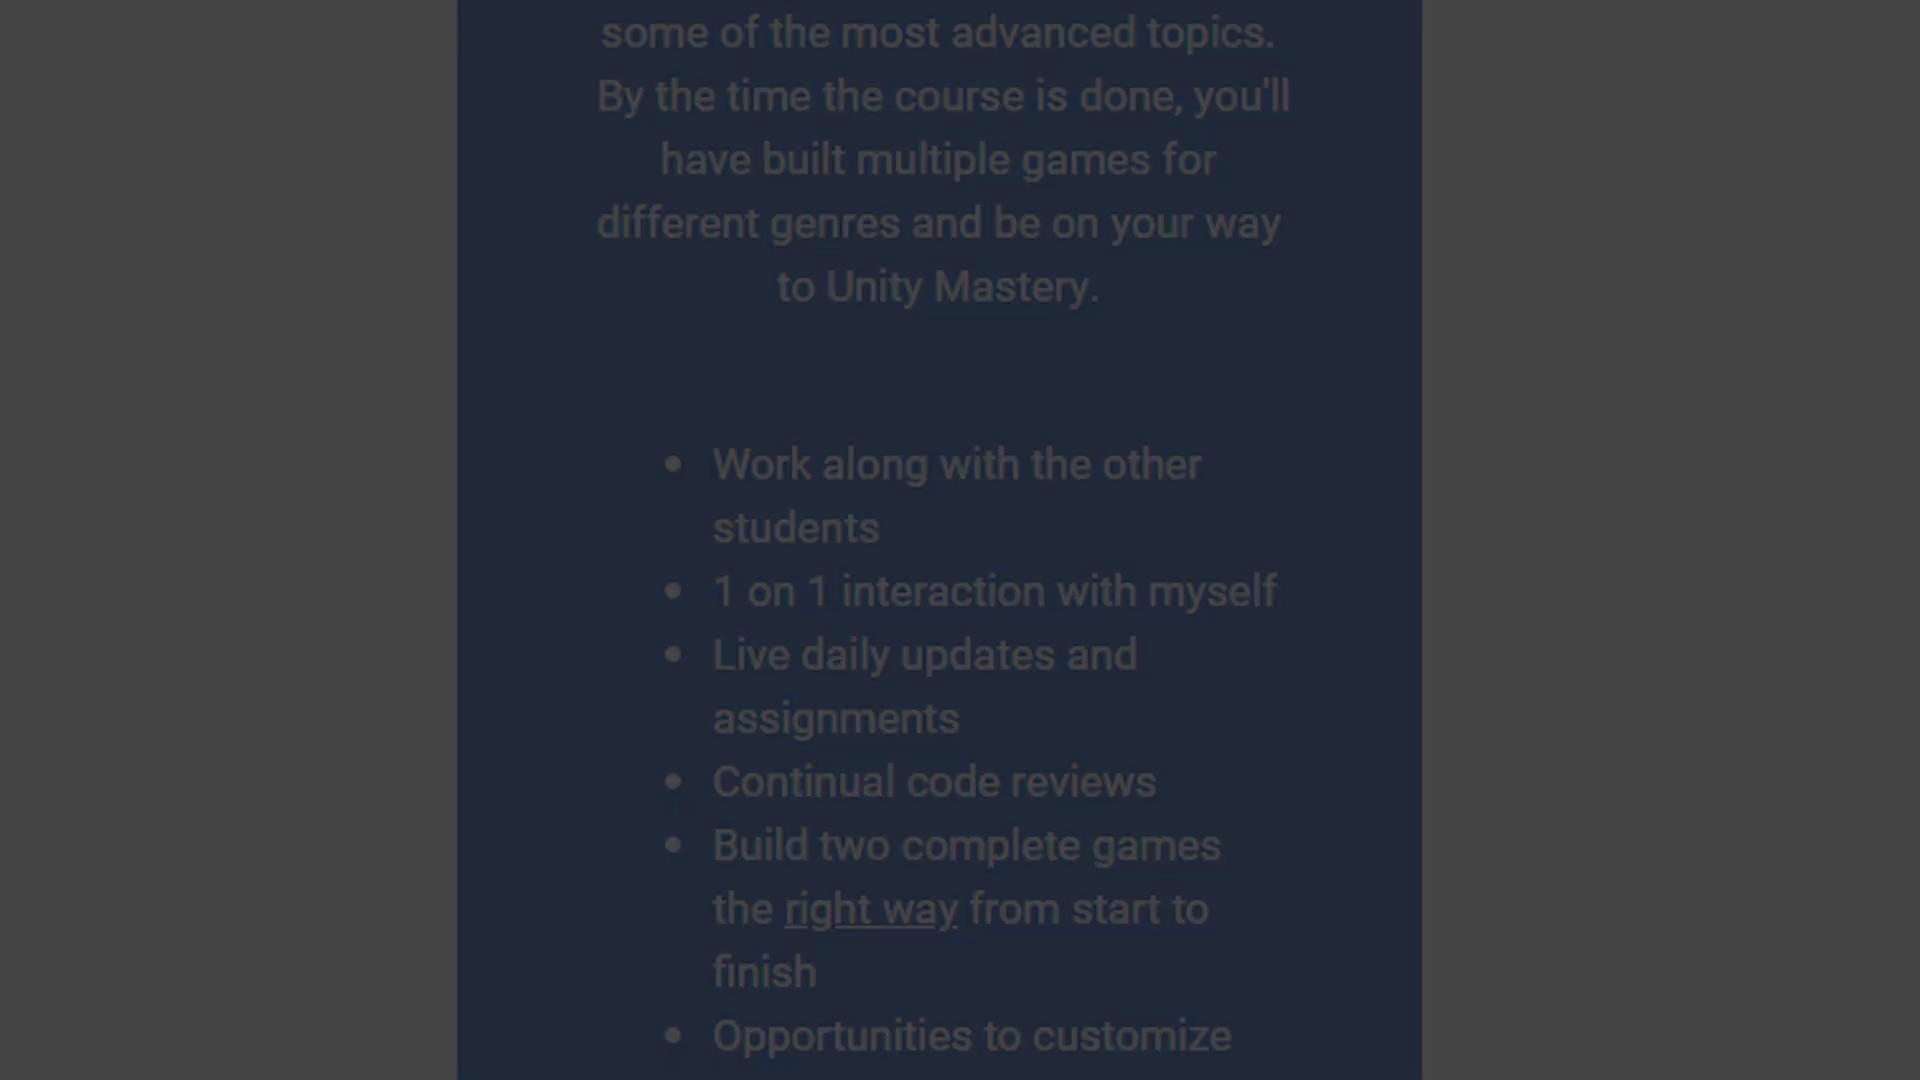 some of the most advanced topics.
By the time the course is done, you'll
have built multiple games for
different genres and be on your way
to Unity Mastery.
• Work along with the other
students
• 1 on 1 interaction with myself
• Live daily updates and
assignments
• Continual code reviews
• Build two complete games
the right way from start to
finish
• Opportunities to customize